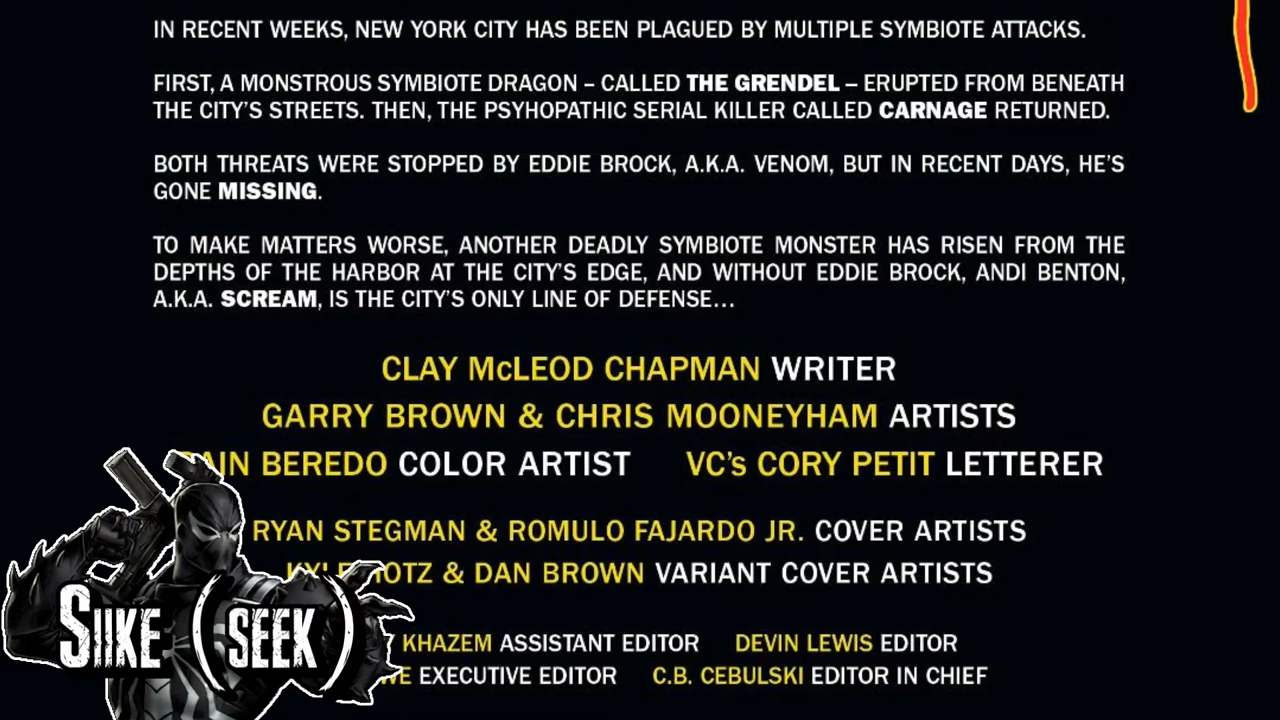 IN RECENT WEEKS, NEW YORK CITY HAS BEEN PLAGUED BY MULTIPLE SYMBIOTE ATTACKS.
FIRST, A MONSTROUS SYMBIOTE DRAGON – CALLED THE GRENDEL – ERUPTED FROM BENEATH
THE CITY'S STREETS. THEN, THE PSYHOPATHIC SERIAL KILLER CALLED CARNAGE RETURNED.
BOTH THREATS WERE STOPPED BY EDDIE BROCK, A.K.A. VENOM, BUT IN RECENT DAYS, HE'S
GONE MISSING.
TO MAKE MATTERS WORSE, ANOTHER DEADLY SYMBIOTE MONSTER HAS RISEN FROM THE
DEPTHS OF THE HARBOR AT THE CITY'S EDGE, AND WITHOUT EDDIE BROCK, ANDI BENTON,
A.K.A. SCREAM, IS THE CITY'S ONLY LINE OF DEFENSE...
CLAY McLEOD CHAPMAN WRITER
GARRY BROWN & CHRIS MOONEYHAM ARTISTS
BEREDO COLOR ARTIST VC's CORY PETIT LETTERER
RYAN STEGMAN & ROMULO FAJARDO JR. COVER ARTISTS
& DAN BROWN VARIANT COVER ARTISTS
KHAZEM ASSISTANT EDITOR DEVIN LEWIS EDITOR
EXECUTIVE EDITOR C.B. CEBULSKI EDITOR IN CHIEF
SIIKE (SEEK)